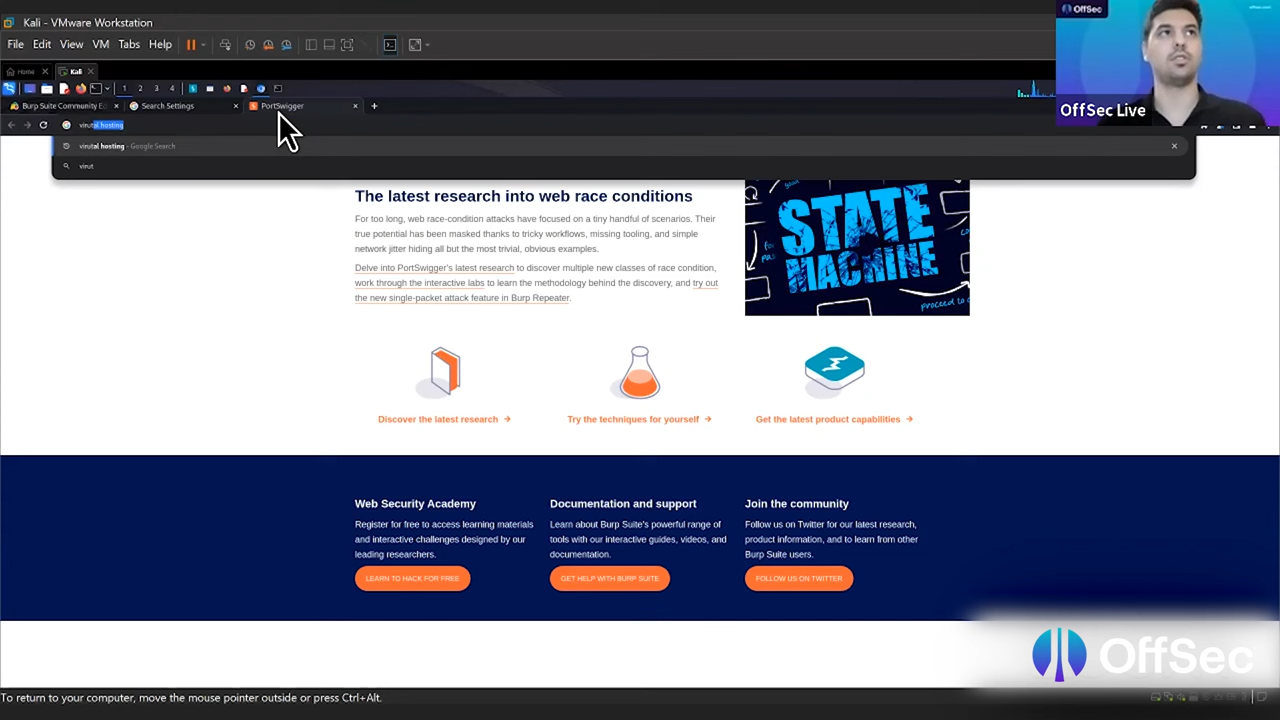 Kali - VMware Workstation
File Edit View VM Tabs Help
Home Kali
1 2 3 4
Burp Suite Community E Search Settings PortSwigger
virutal hosting
virutal hosting - Google Search
virut
OffSec
OffSec Live
The latest research into web race conditions
For too long, web race-condition attacks have focused on a tiny handful of scenarios. Their
true potential has been masked thanks to tricky workflows, missing tooling, and simple
network jitter hiding all but the most trivial, obvious examples.
Delve into PortSwigger's latest research to discover multiple new classes of race condition,
work through the interactive labs to learn the methodology behind the discovery, and try out
the new single-packet attack feature in Burp Repeater.
STATE
MACHINE
proceed to
Discover the latest research
Try the techniques for yourself
Get the latest product capabilities
Web Security Academy
Register for free to access learning materials
and interactive challenges designed by our
leading researchers.
LEARN TO HACK FOR FREE
Documentation and support
Learn about Burp Suite's powerful range of
tools with our interactive guides, videos, and
documentation.
GET HELP WITH BURP SUITE
Join the community
Follow us on Twitter for our latest research,
product information, and to learn from other
Burp Suite users.
FOLLOW US ON TWITTER
OffSec
To return to your computer, move the mouse pointer outside or press Ctrl+Alt.